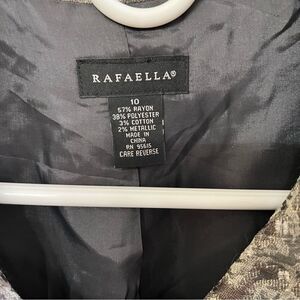 RAFAELLA®
10
57% RAYON
38% POLYESTER
3% COTTON
2% METALLIC
MADE IN
CHINA
RN 95615
CARE REVERSE